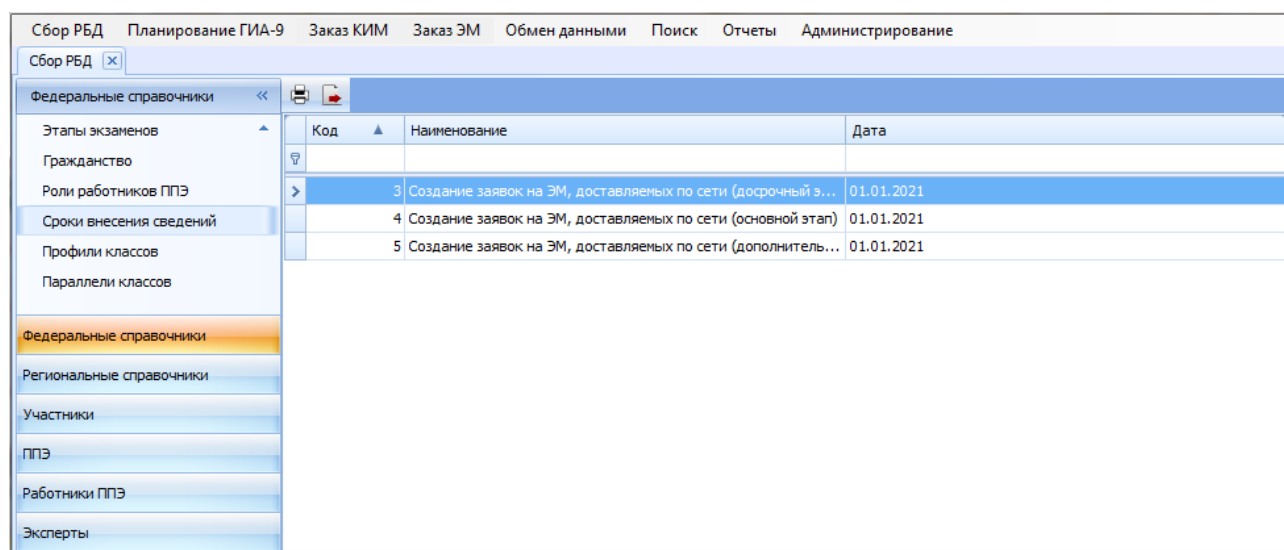 Сбор РБД Планирование ГИА-9 Заказ КИМ Заказ ЭМ Обмен данными Поиск Отчеты Администрирование
Сбор РБД
Федеральные справочники
Этапы экзаменов
Гражданство
Роли работников ППЭ
Сроки внесения сведений
Профили классов
Параллели классов
Федеральные справочники
Региональные справочники
Участники
ППЭ
Работники ППЭ
Эксперты
Код Наименование Дата
3 Создание заявок на ЭМ, доставляемых по сети (досрочный э... 01.01.2021
4 Создание заявок на ЭМ, доставляемых по сети (основной этап) 01.01.2021
5 Создание заявок на ЭМ, доставляемых по сети (дополнитель... 01.01.2021